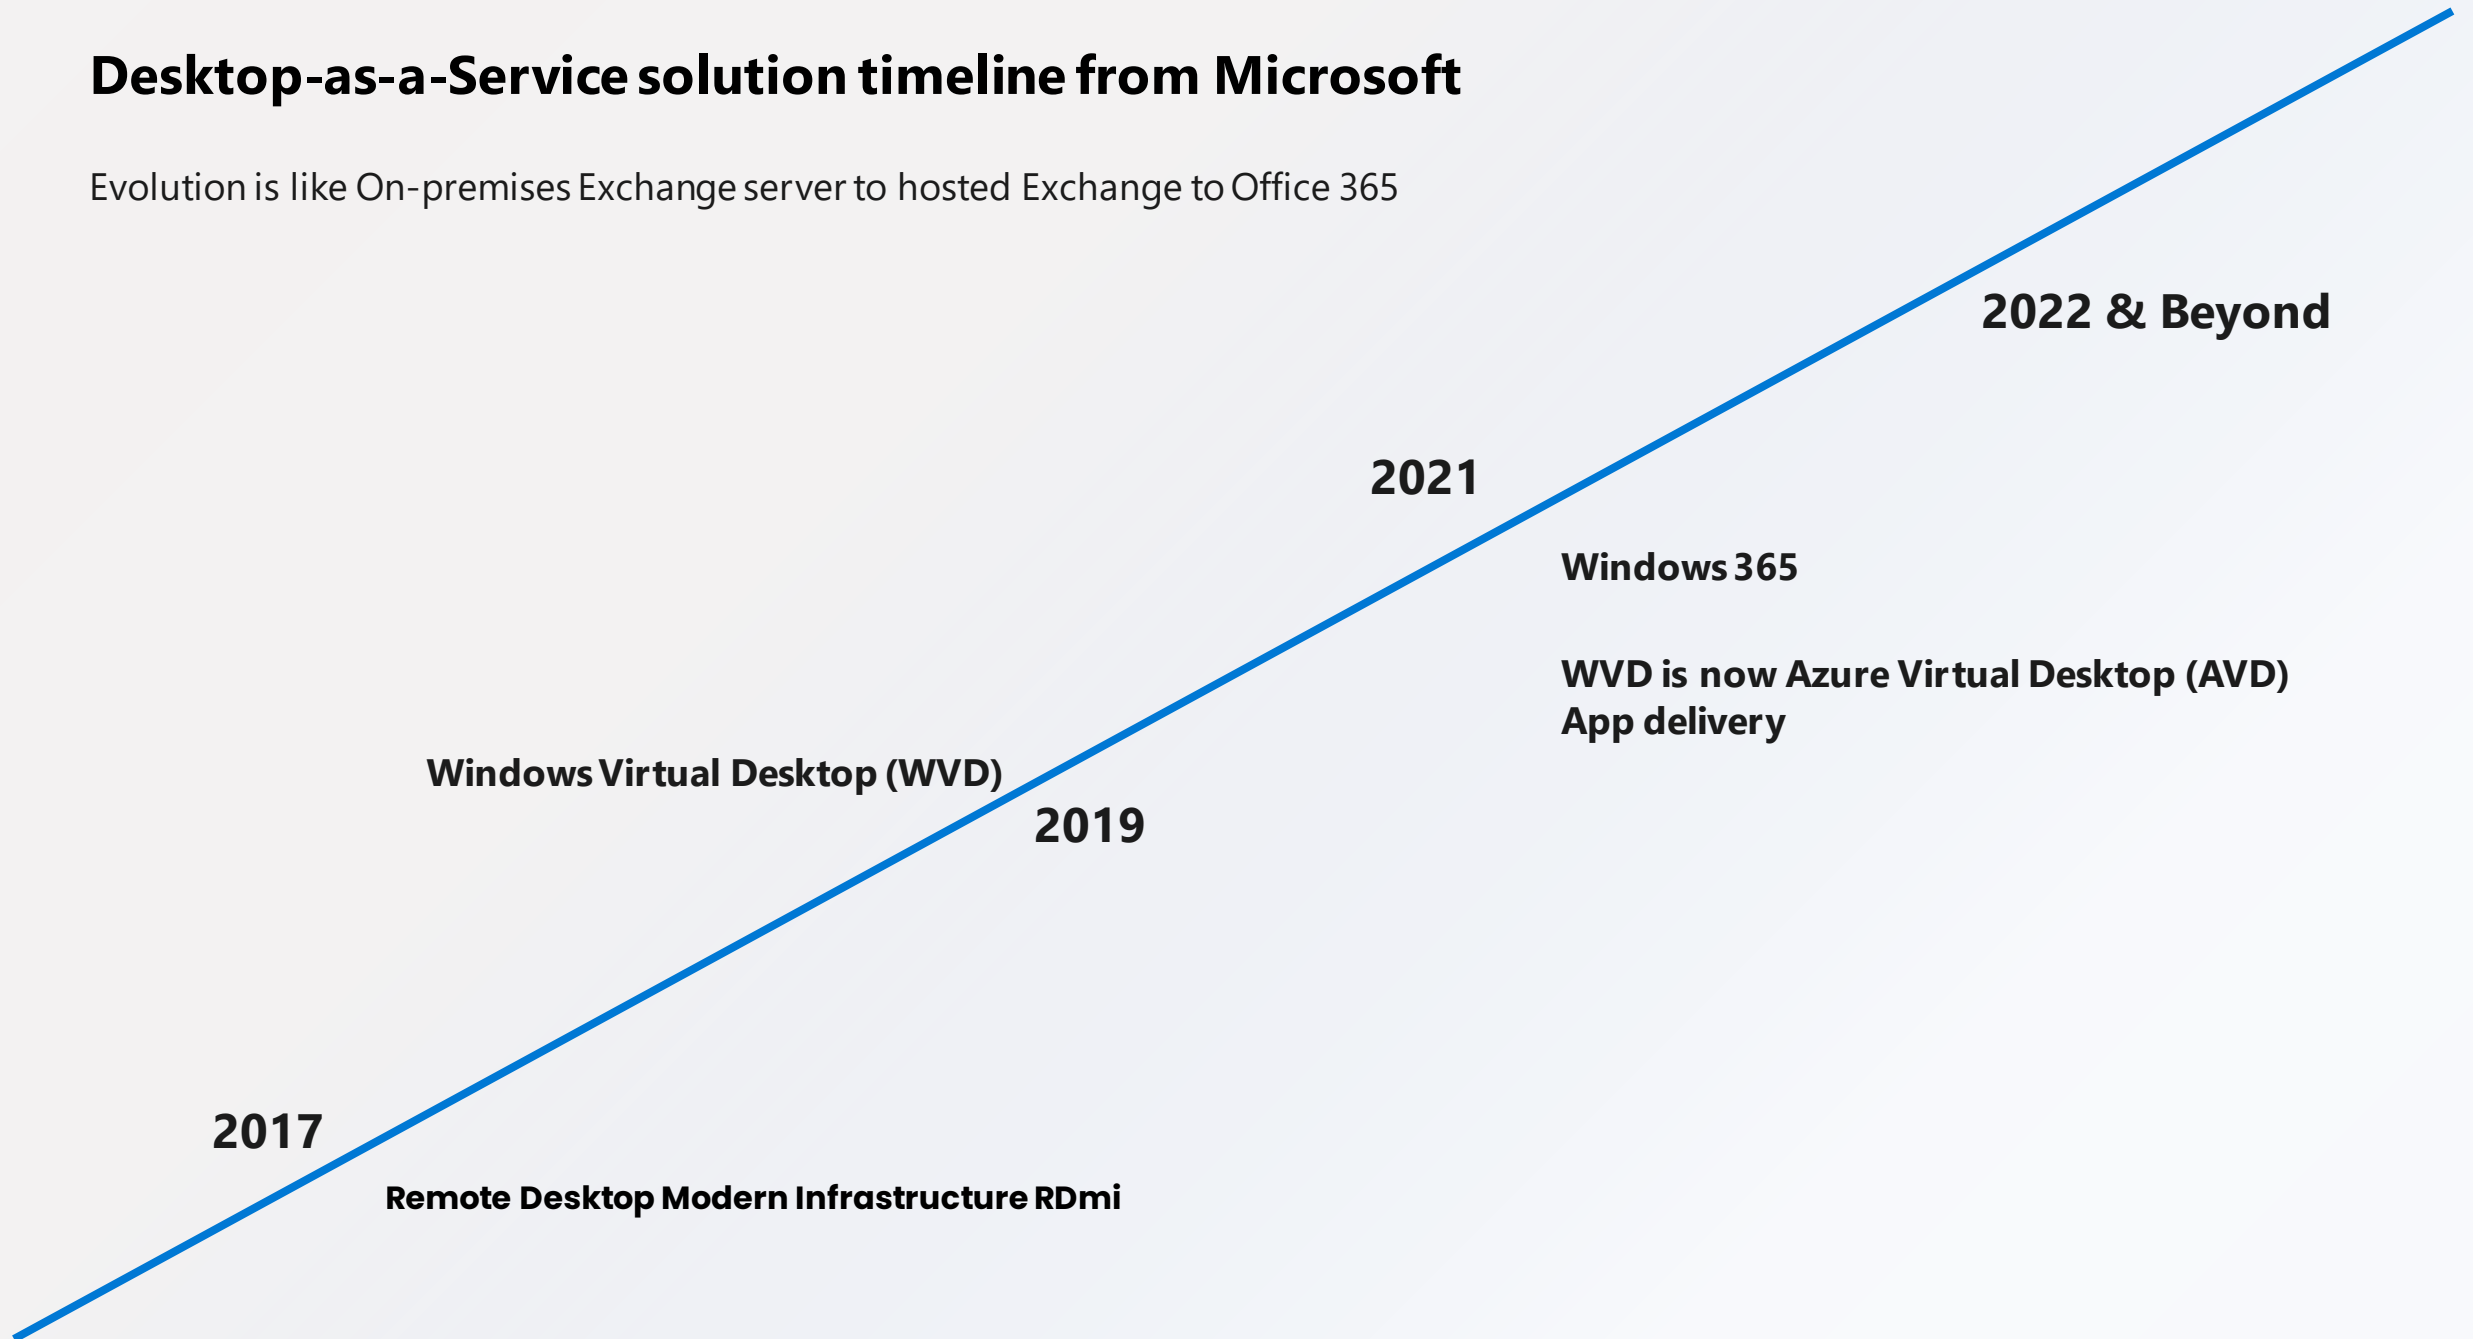 Desktop-as-a-Service solution timeline from Microsoft
Evolution is like On-premises Exchange server to hosted Exchange to Office 365
2022 & Beyond
2021
Windows 365
WVD is now Azure Virtual Desktop (AVD)
App delivery
Windows Virtual Desktop (WVD)
2019
2017
Remote Desktop Modern Infrastructure RDmi